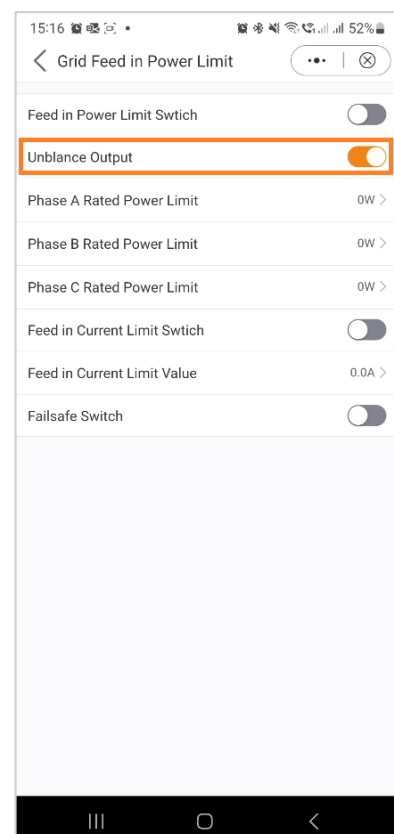 15:16 52%
Grid Feed in Power Limit
Feed in Power Limit Swtich
Unblance Output
Phase A Rated Power Limit 0W
Phase B Rated Power Limit 0W
Phase C Rated Power Limit 0W
Feed in Current Limit Swtich
Feed in Current Limit Value 0.0A
Failsafe Switch